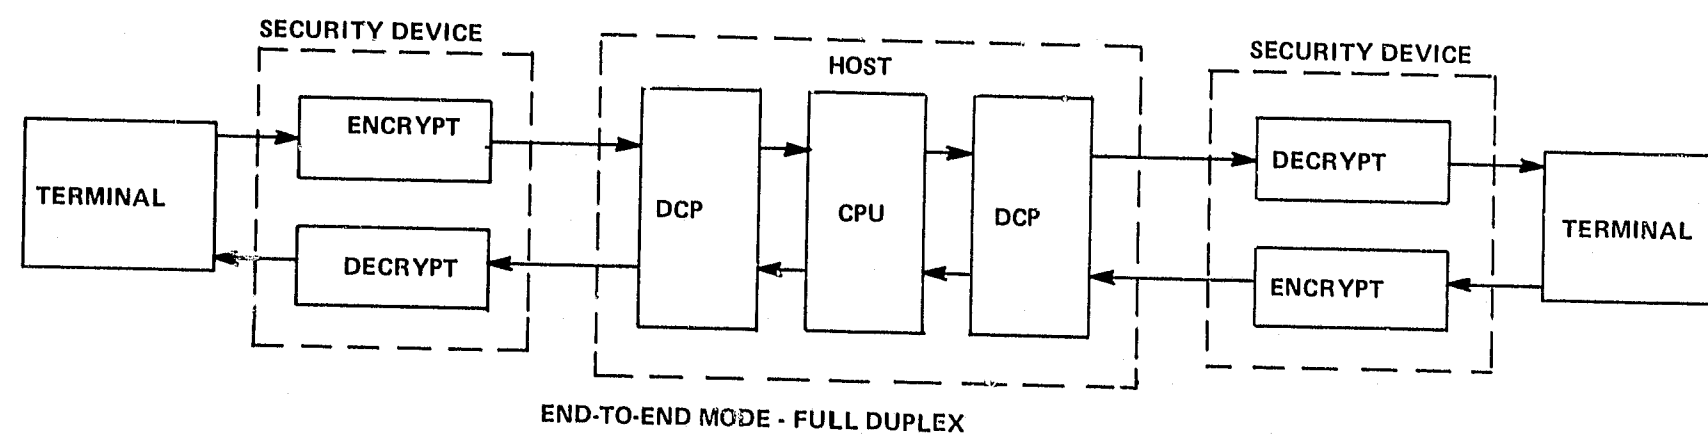 SECURITY DEVICE
HOST
SECURITY DEVICE
ENCRYPT
TERMINAL
DECRYPT
DCP
CPU
DCP
DECRYPT
ENCRYPT
TERMINAL
END-TO-END MODE - FULL DUPLEX